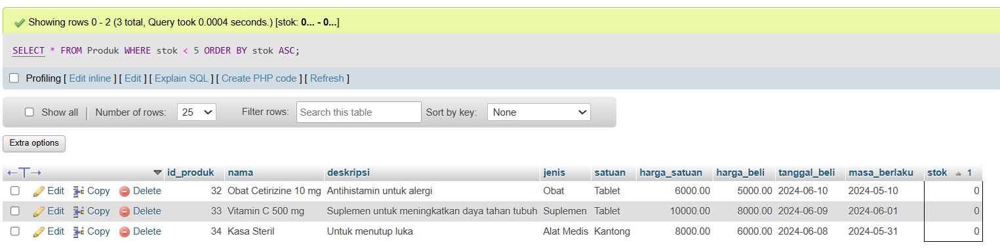 Showing rows 0 - 2 (3 total, Query took 0.0004 seconds.) [stok: 0... - 0...]
SELECT * FROM Produk WHERE stok < 5 ORDER BY stok ASC;
Profiling [ Edit inline ] [ Edit ] [ Explain SQL ] [ Create PHP code ] [ Refresh ]
Show all Number of rows: 25 Filter rows: Search this table Sort by key: None
Extra options
←T→ id_produk nama deskripsi jenis satuan harga_satuan harga_beli tanggal_beli masa_berlaku stok 1
Edit Copy Delete 32 Obat Cetirizine 10 mg Antihistamin untuk alergi Obat Tablet 6000.00 5000.00 2024-06-10 2024-05-10 0
Edit Copy Delete 33 Vitamin C 500 mg Suplemen untuk meningkatkan daya tahan tubuh Suplemen Tablet 10000.00 8000.00 2024-06-09 2024-06-01 0
Edit Copy Delete 34 Kasa Steril Untuk menutup luka Alat Medis Kantong 8000.00 6000.00 2024-06-08 2024-05-31 0